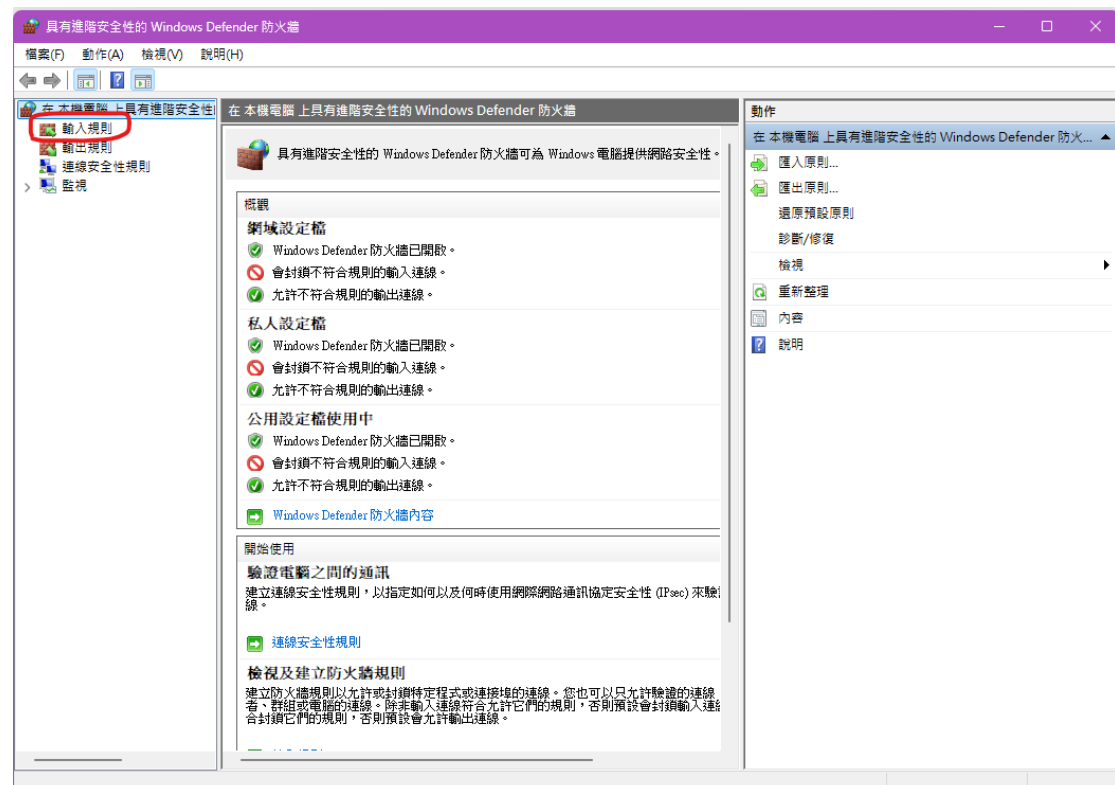 具有進階安全性的 Windows Defender 防火牆
檔案(F) 動作(A) 檢視(V) 說明(H)
在 本機電腦 上具有進階安全性
輸入規則
輸出規則
連線安全性規則
監視
在 本機電腦 上具有進階安全性的 Windows Defender 防火牆
具有進階安全性的 Windows Defender 防火牆可為 Windows 電腦提供網路安全性。
概觀
網域設定檔
Windows Defender 防火牆已開啟。
會封鎖不符合規則的輸入連線。
允許不符合規則的輸出連線。
私人設定檔
Windows Defender 防火牆已開啟。
會封鎖不符合規則的輸入連線。
允許不符合規則的輸出連線。
公用設定檔使用中
Windows Defender 防火牆已開啟。
會封鎖不符合規則的輸入連線。
允許不符合規則的輸出連線。
Windows Defender 防火牆內容
開始使用
驗證電腦之間的通訊
建立連線安全性規則，以指定如何以及何時使用網際網路通訊協定安全性 (IPsec) 來驗
線。
連線安全性規則
檢視及建立防火牆規則
建立防火牆規則以允許或封鎖特定程式或連接埠的連線。您也可以只允許驗證的連線
者、群組或電腦的連線。除非輸入連線符合允許它們的規則，否則預設會封鎖輸入連
合封鎖它們的規則，否則預設會允許輸出連線。
動作
在 本機電腦 上具有進階安全性的 Windows Defender 防火...
匯入原則...
匯出原則...
還原預設原則
診斷/修復
檢視
重新整理
內容
說明